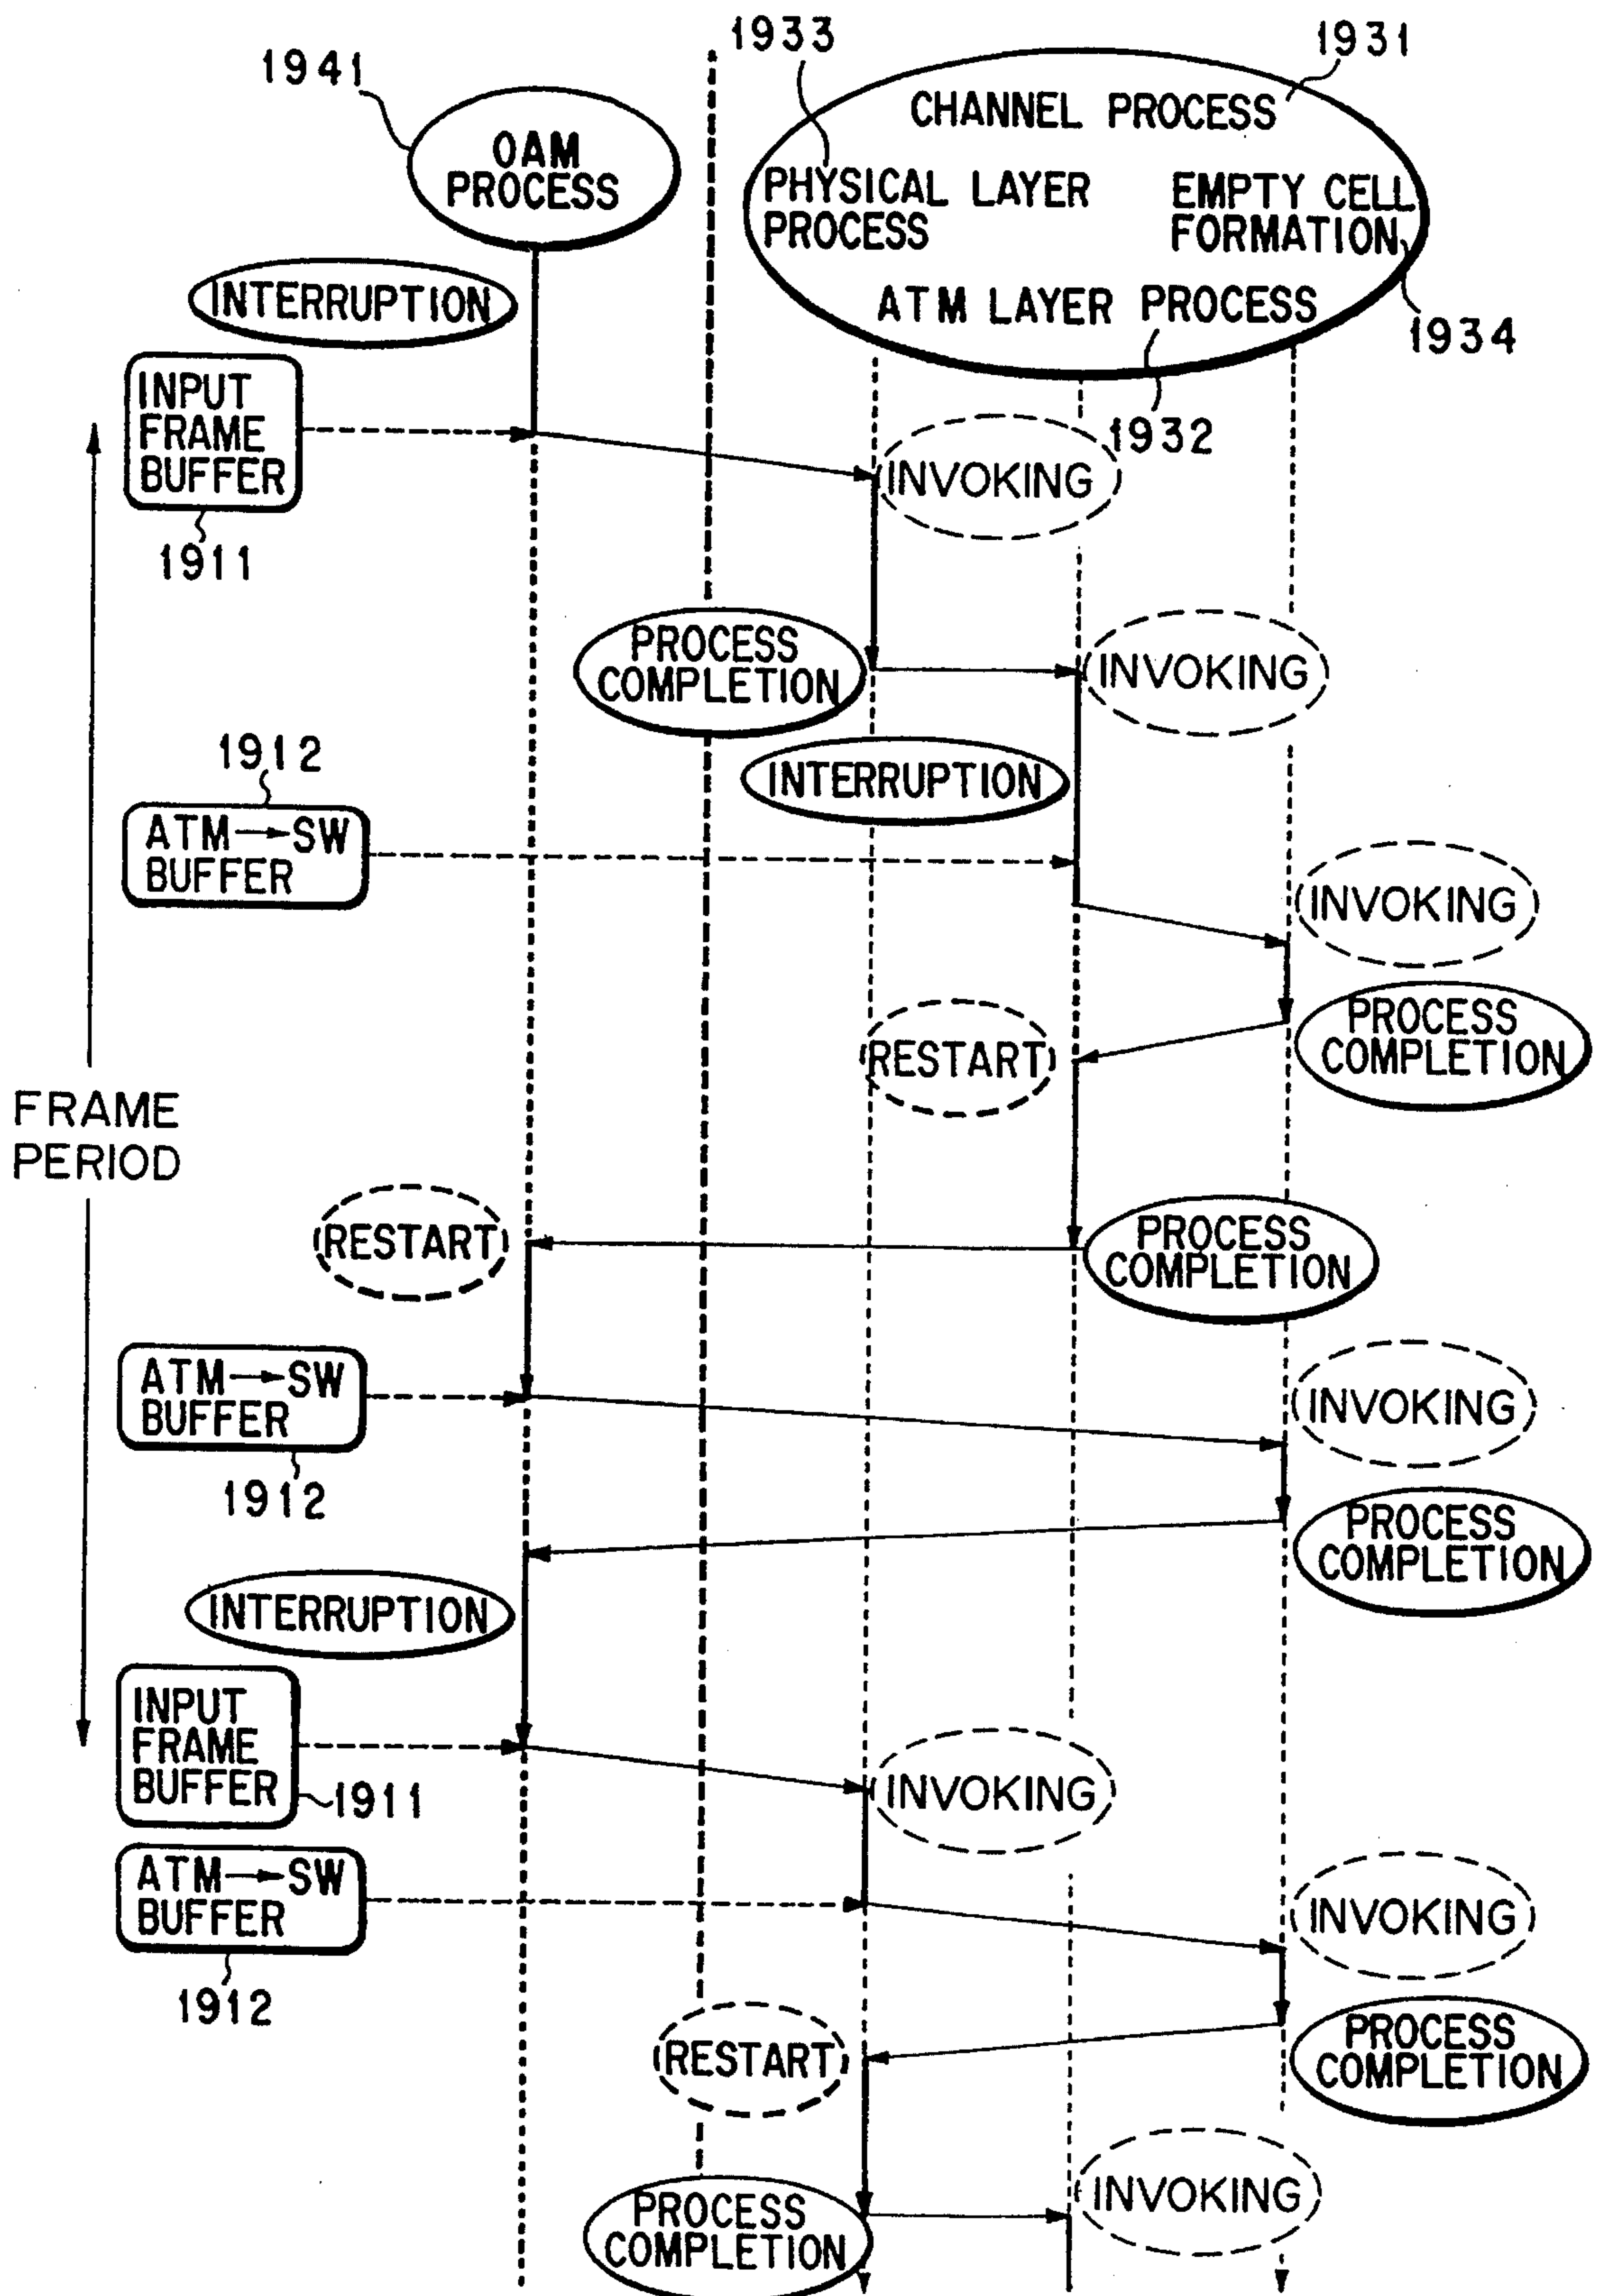 1933
1931
1941
CHANNEL PROCESS
OAM
PROCESS
PHYSICAL LAYER
PROCESS
EMPTY CELL
FORMATION
INTERRUPTION
ATM LAYER PROCESS
1934
INPUT
FRAME
BUFFER
1932
INVOKING
1911
PROCESS
COMPLETION
INVOKING
1912
INTERRUPTION
ATM→SW
BUFFER
INVOKING
PROCESS
COMPLETION
RESTART
FRAME
PERIOD
RESTART
PROCESS
COMPLETION
ATM→SW
BUFFER
INVOKING
1912
PROCESS
COMPLETION
INTERRUPTION
INPUT
FRAME
BUFFER
1911
INVOKING
ATM→SW
BUFFER
INVOKING
1912
RESTART
PROCESS
COMPLETION
INVOKING
PROCESS
COMPLETION